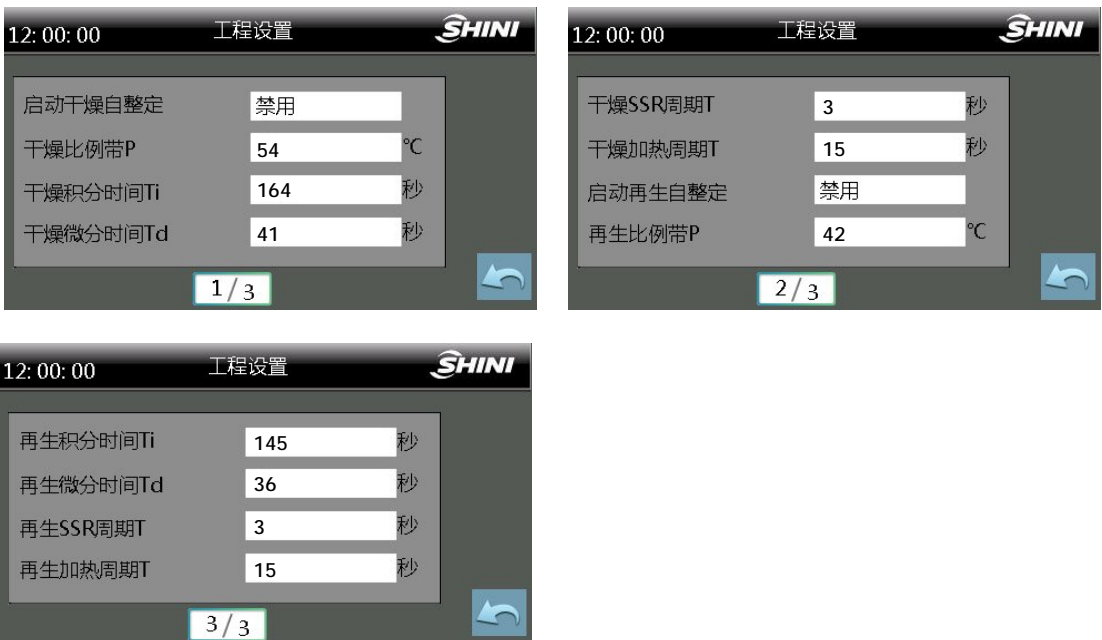 12: 00: 00 工程设置 SHINI
启动干燥自整定 禁用
干燥比例带P 54 ℃
干燥积分时间Ti 164 秒
干燥微分时间Td 41 秒
1/3
12: 00: 00 工程设置 SHINI
干燥SSR周期T 3 秒
干燥加热周期T 15 秒
启动再生自整定 禁用
再生比例带P 42 ℃
2/3
12: 00: 00 工程设置 SHINI
再生积分时间Ti 145 秒
再生微分时间Td 36 秒
再生SSR周期T 3 秒
再生加热周期T 15 秒
3/3